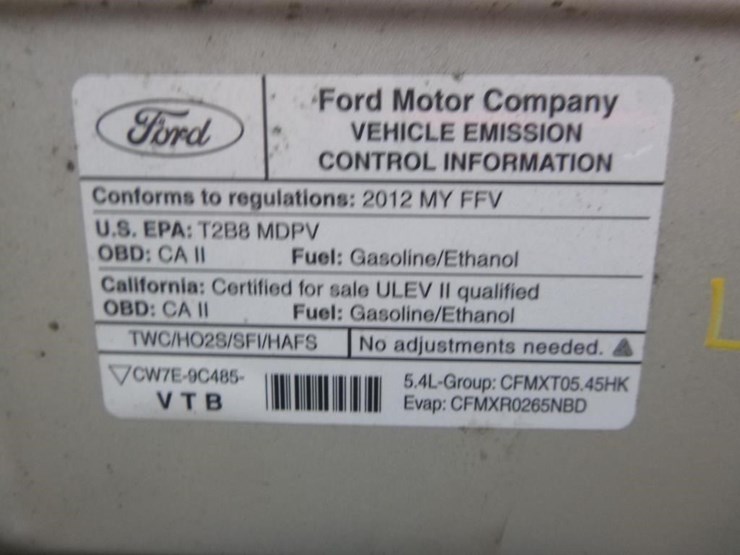 Ford
Ford Motor Company
VEHICLE EMISSION
CONTROL INFORMATION
Conforms to regulations: 2012 MY FFV
U.S. EPA: T2B8 MDPV
OBD: CA II Fuel: Gasoline/Ethanol
California: Certified for sale ULEV II qualified
OBD: CA II Fuel: Gasoline/Ethanol
TWC/HO2S/SFI/HAFS No adjustments needed.
CW7E-9C485-
VTB
5.4L-Group: CFMXT05.45HK
Evap: CFMXR0265NBD
L